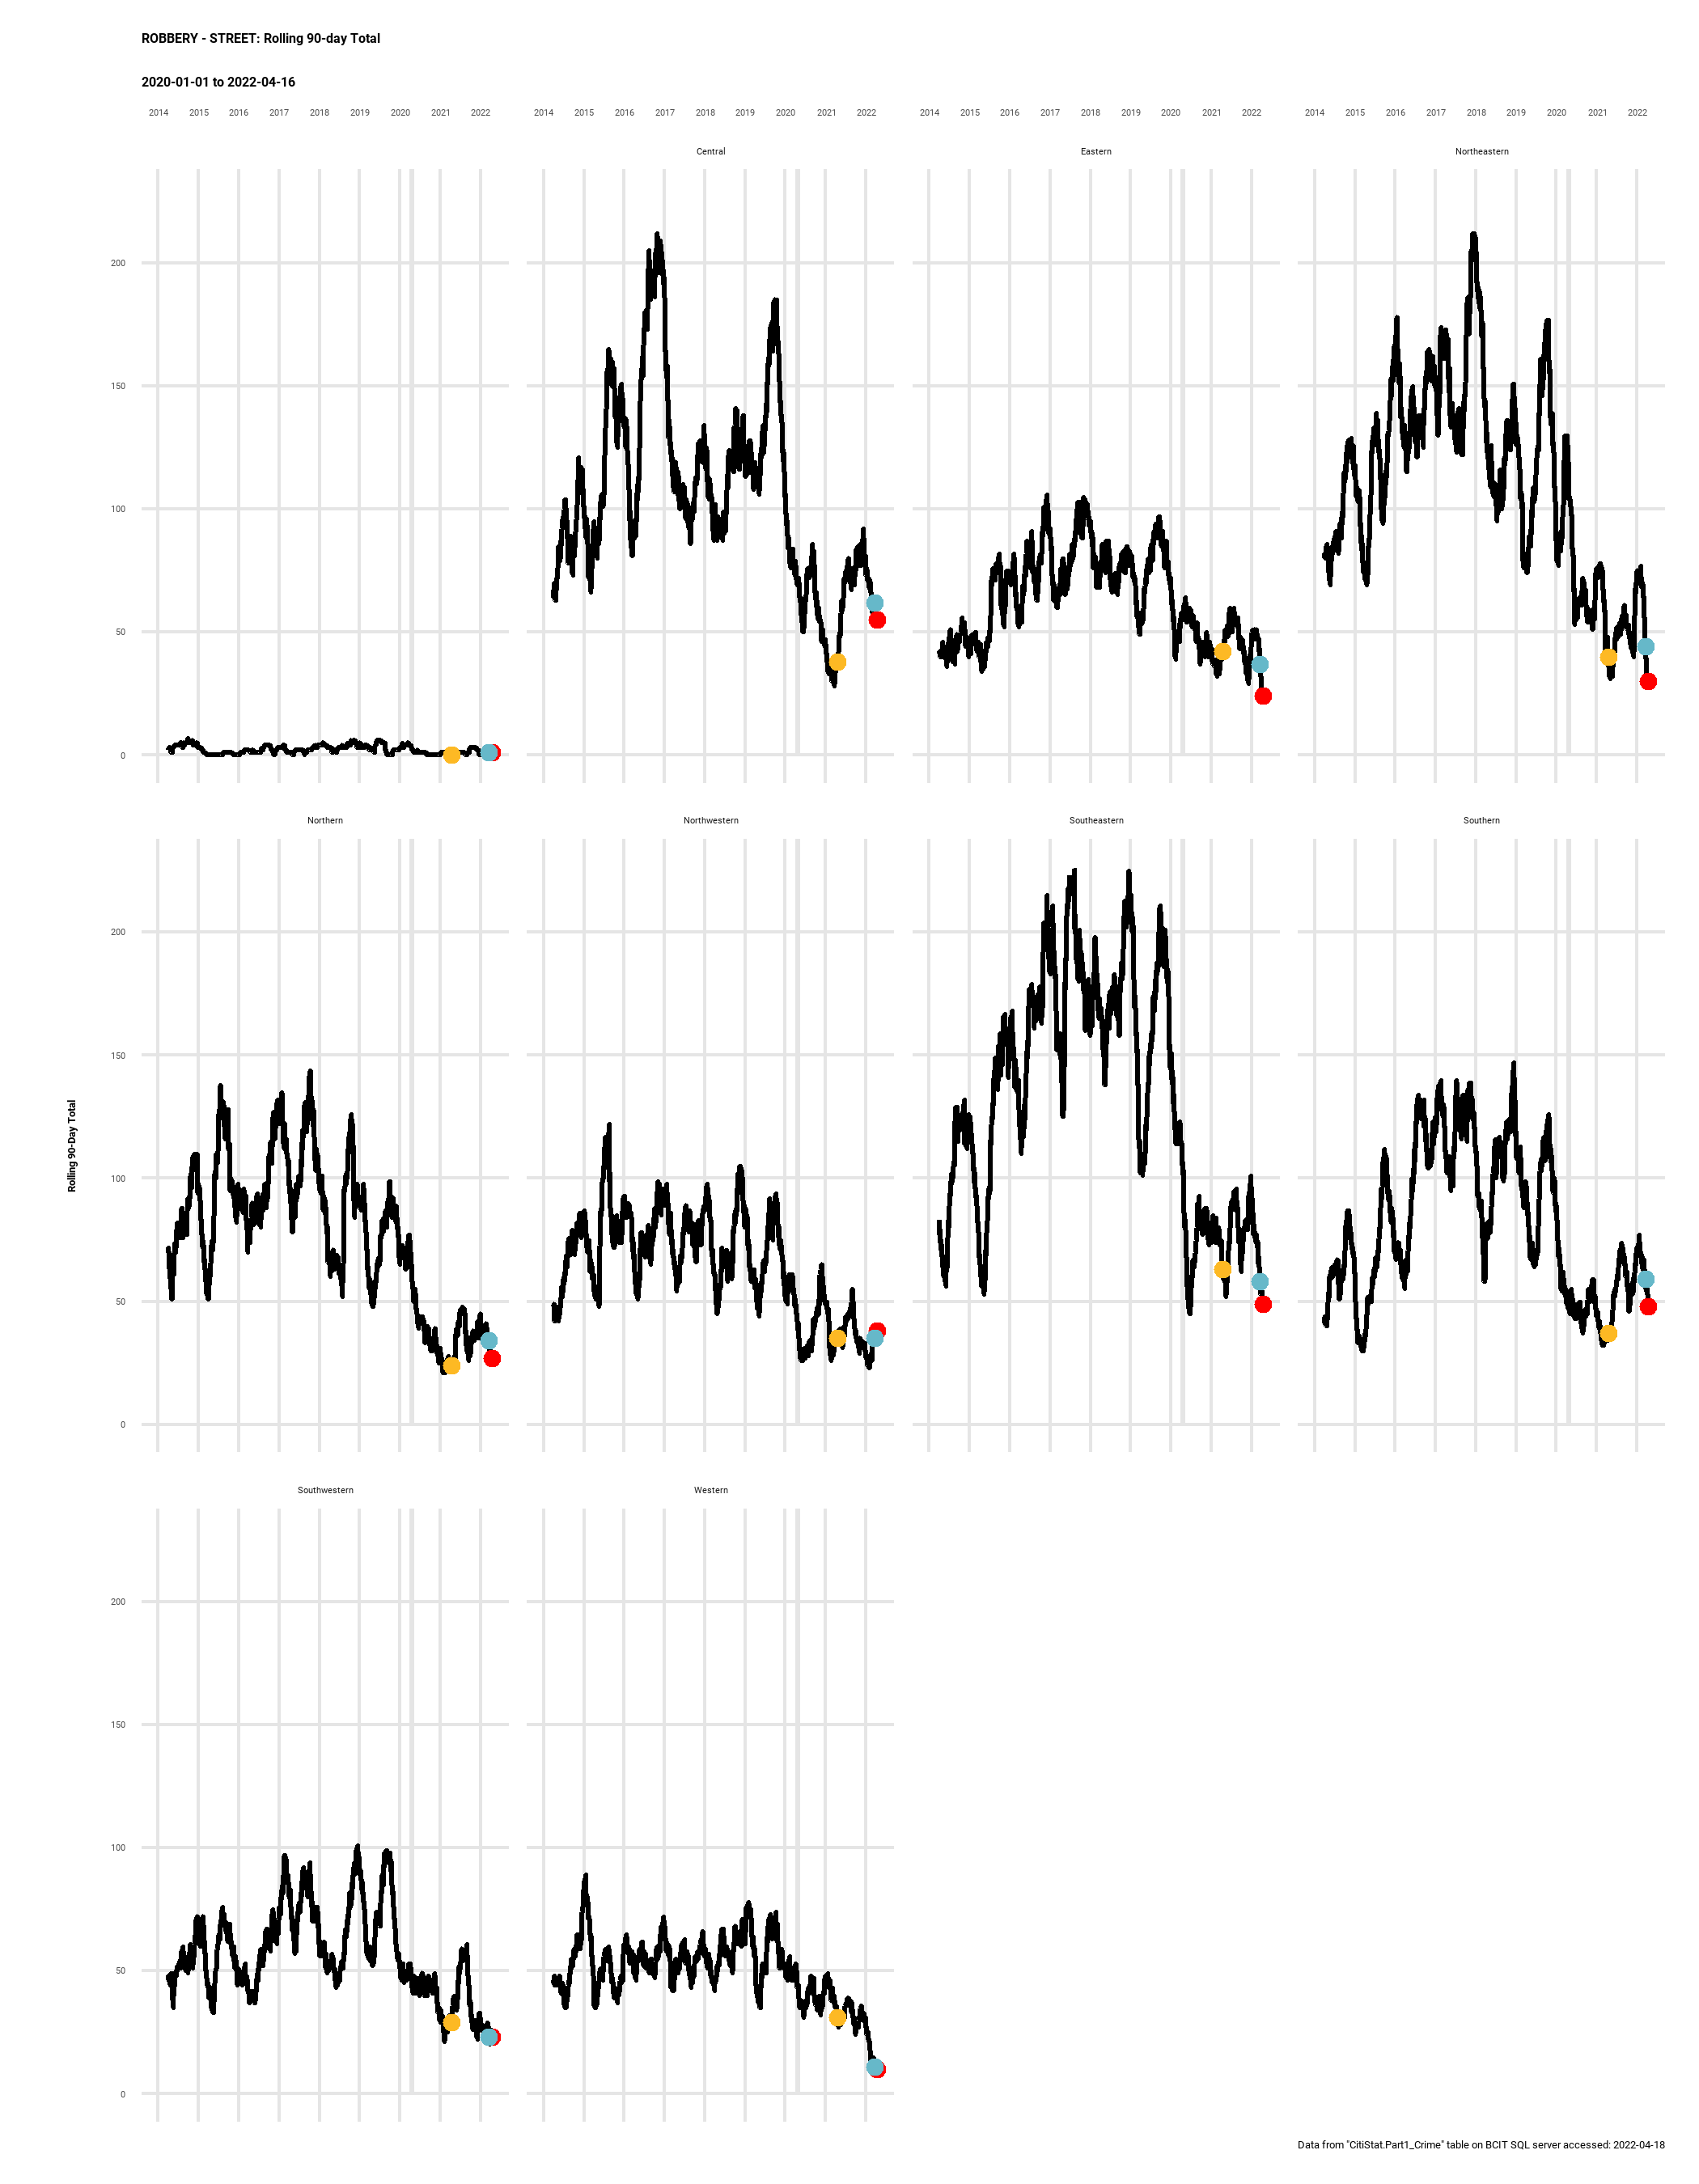 ROBBERY - STREET: Rolling 90-day Total
2020-01-01 to 2022-04-16
2014 2015 2016 2017 2018 2019 2020 2021 2022 2014 2015 2016 2017 2018 2019 2020 2021 2022 2014 2015 2016 2017 2018 2019 2020 2021 2022 2014 2015 2016 2017 2018 2019 2020 2021 2022
Central Eastern Northeastern
200
150
100
50
0
Northern Northwestern Southeastern Southern
200
150
Rolling 90-Day Total
100
50
0
Southwestern Western
200
150
100
50
0
Data from "CitiStat.Part1_Crime" table on BCIT SQL server accessed: 2022-04-18